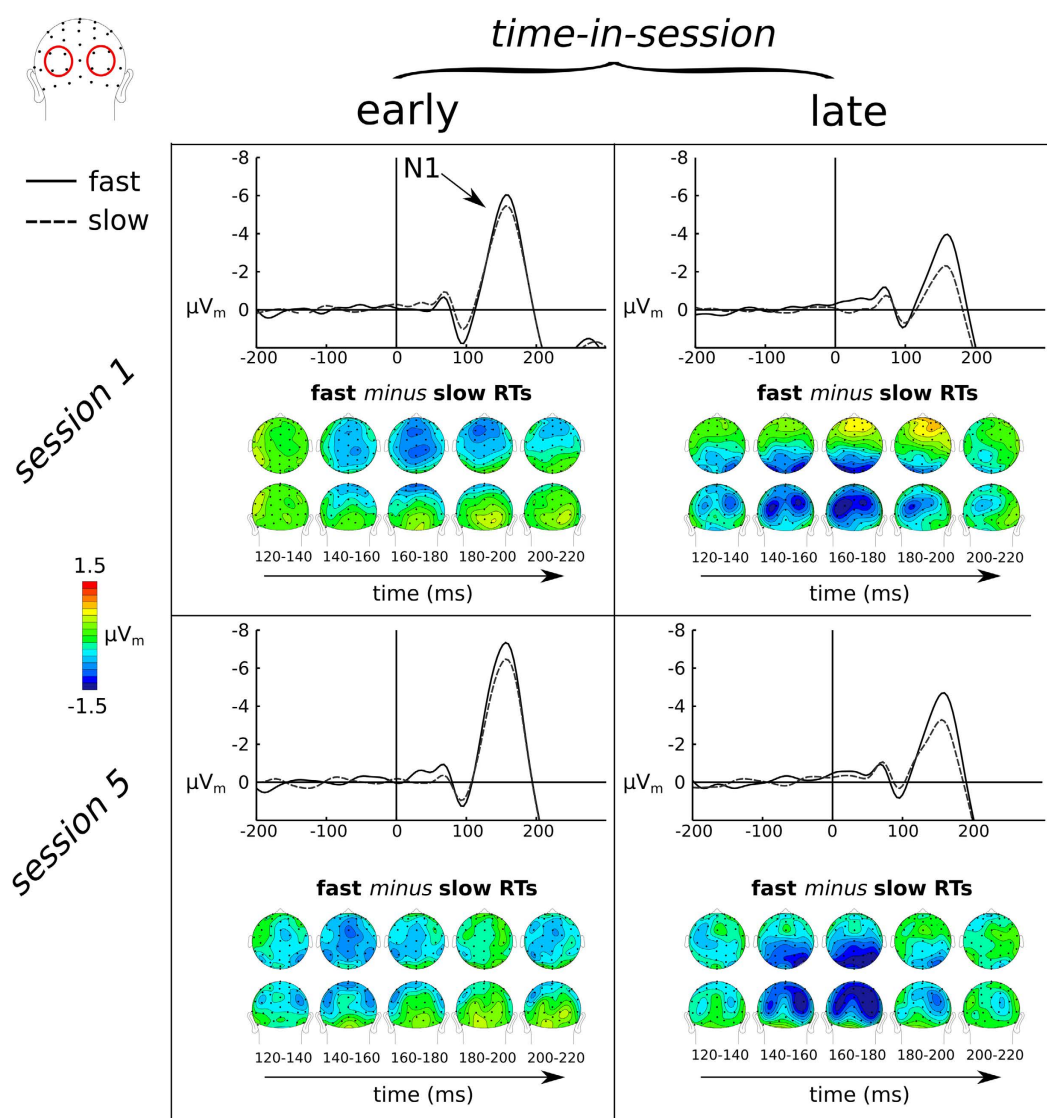 time-in-session
early
late
fast
slow
session 1
-8
-6
-4
-2
0
μVm
-200
-100
0
100
200
N1
fast minus slow RTs
120-140 140-160 160-180 180-200 200-220
time (ms)
-8
-6
-4
-2
0
μVm
-200
-100
0
100
200
fast minus slow RTs
120-140 140-160 160-180 180-200 200-220
time (ms)
1.5
μVm
-1.5
session 5
-8
-6
-4
-2
0
μVm
-200
-100
0
100
200
fast minus slow RTs
120-140 140-160 160-180 180-200 200-220
time (ms)
-8
-6
-4
-2
0
μVm
-200
-100
0
100
200
fast minus slow RTs
120-140 140-160 160-180 180-200 200-220
time (ms)